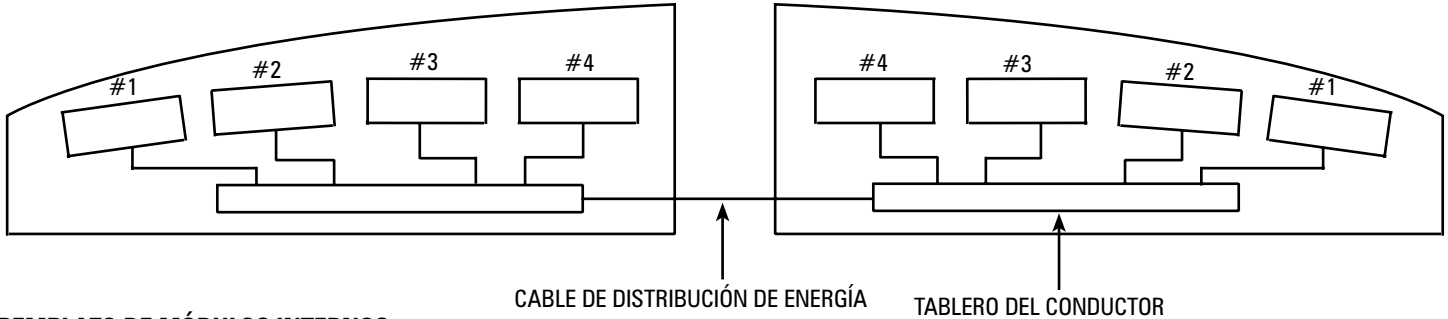 #1 #2 #3 #4 #4 #3 #2 #1
CABLE DE DISTRIBUCIÓN DE ENERGÍA
TABLERO DEL CONDUCTOR